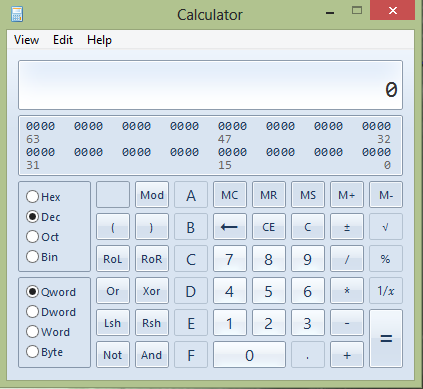 Calculator
View Edit Help
0
0000 0000 0000 0000 0000 0000 0000 0000
63 47 32
0000 0000 0000 0000 0000 0000 0000 0000
31 15 0
Hex Mod A MC MR MS M+ M-
Dec ( ) B ← CE C ± √
Oct RoL RoR C 7 8 9 / %
Bin
Qword Or Xor D 4 5 6 * 1/x
Dword
Word Lsh Rsh E 1 2 3 - =
Byte Not And F 0 . +